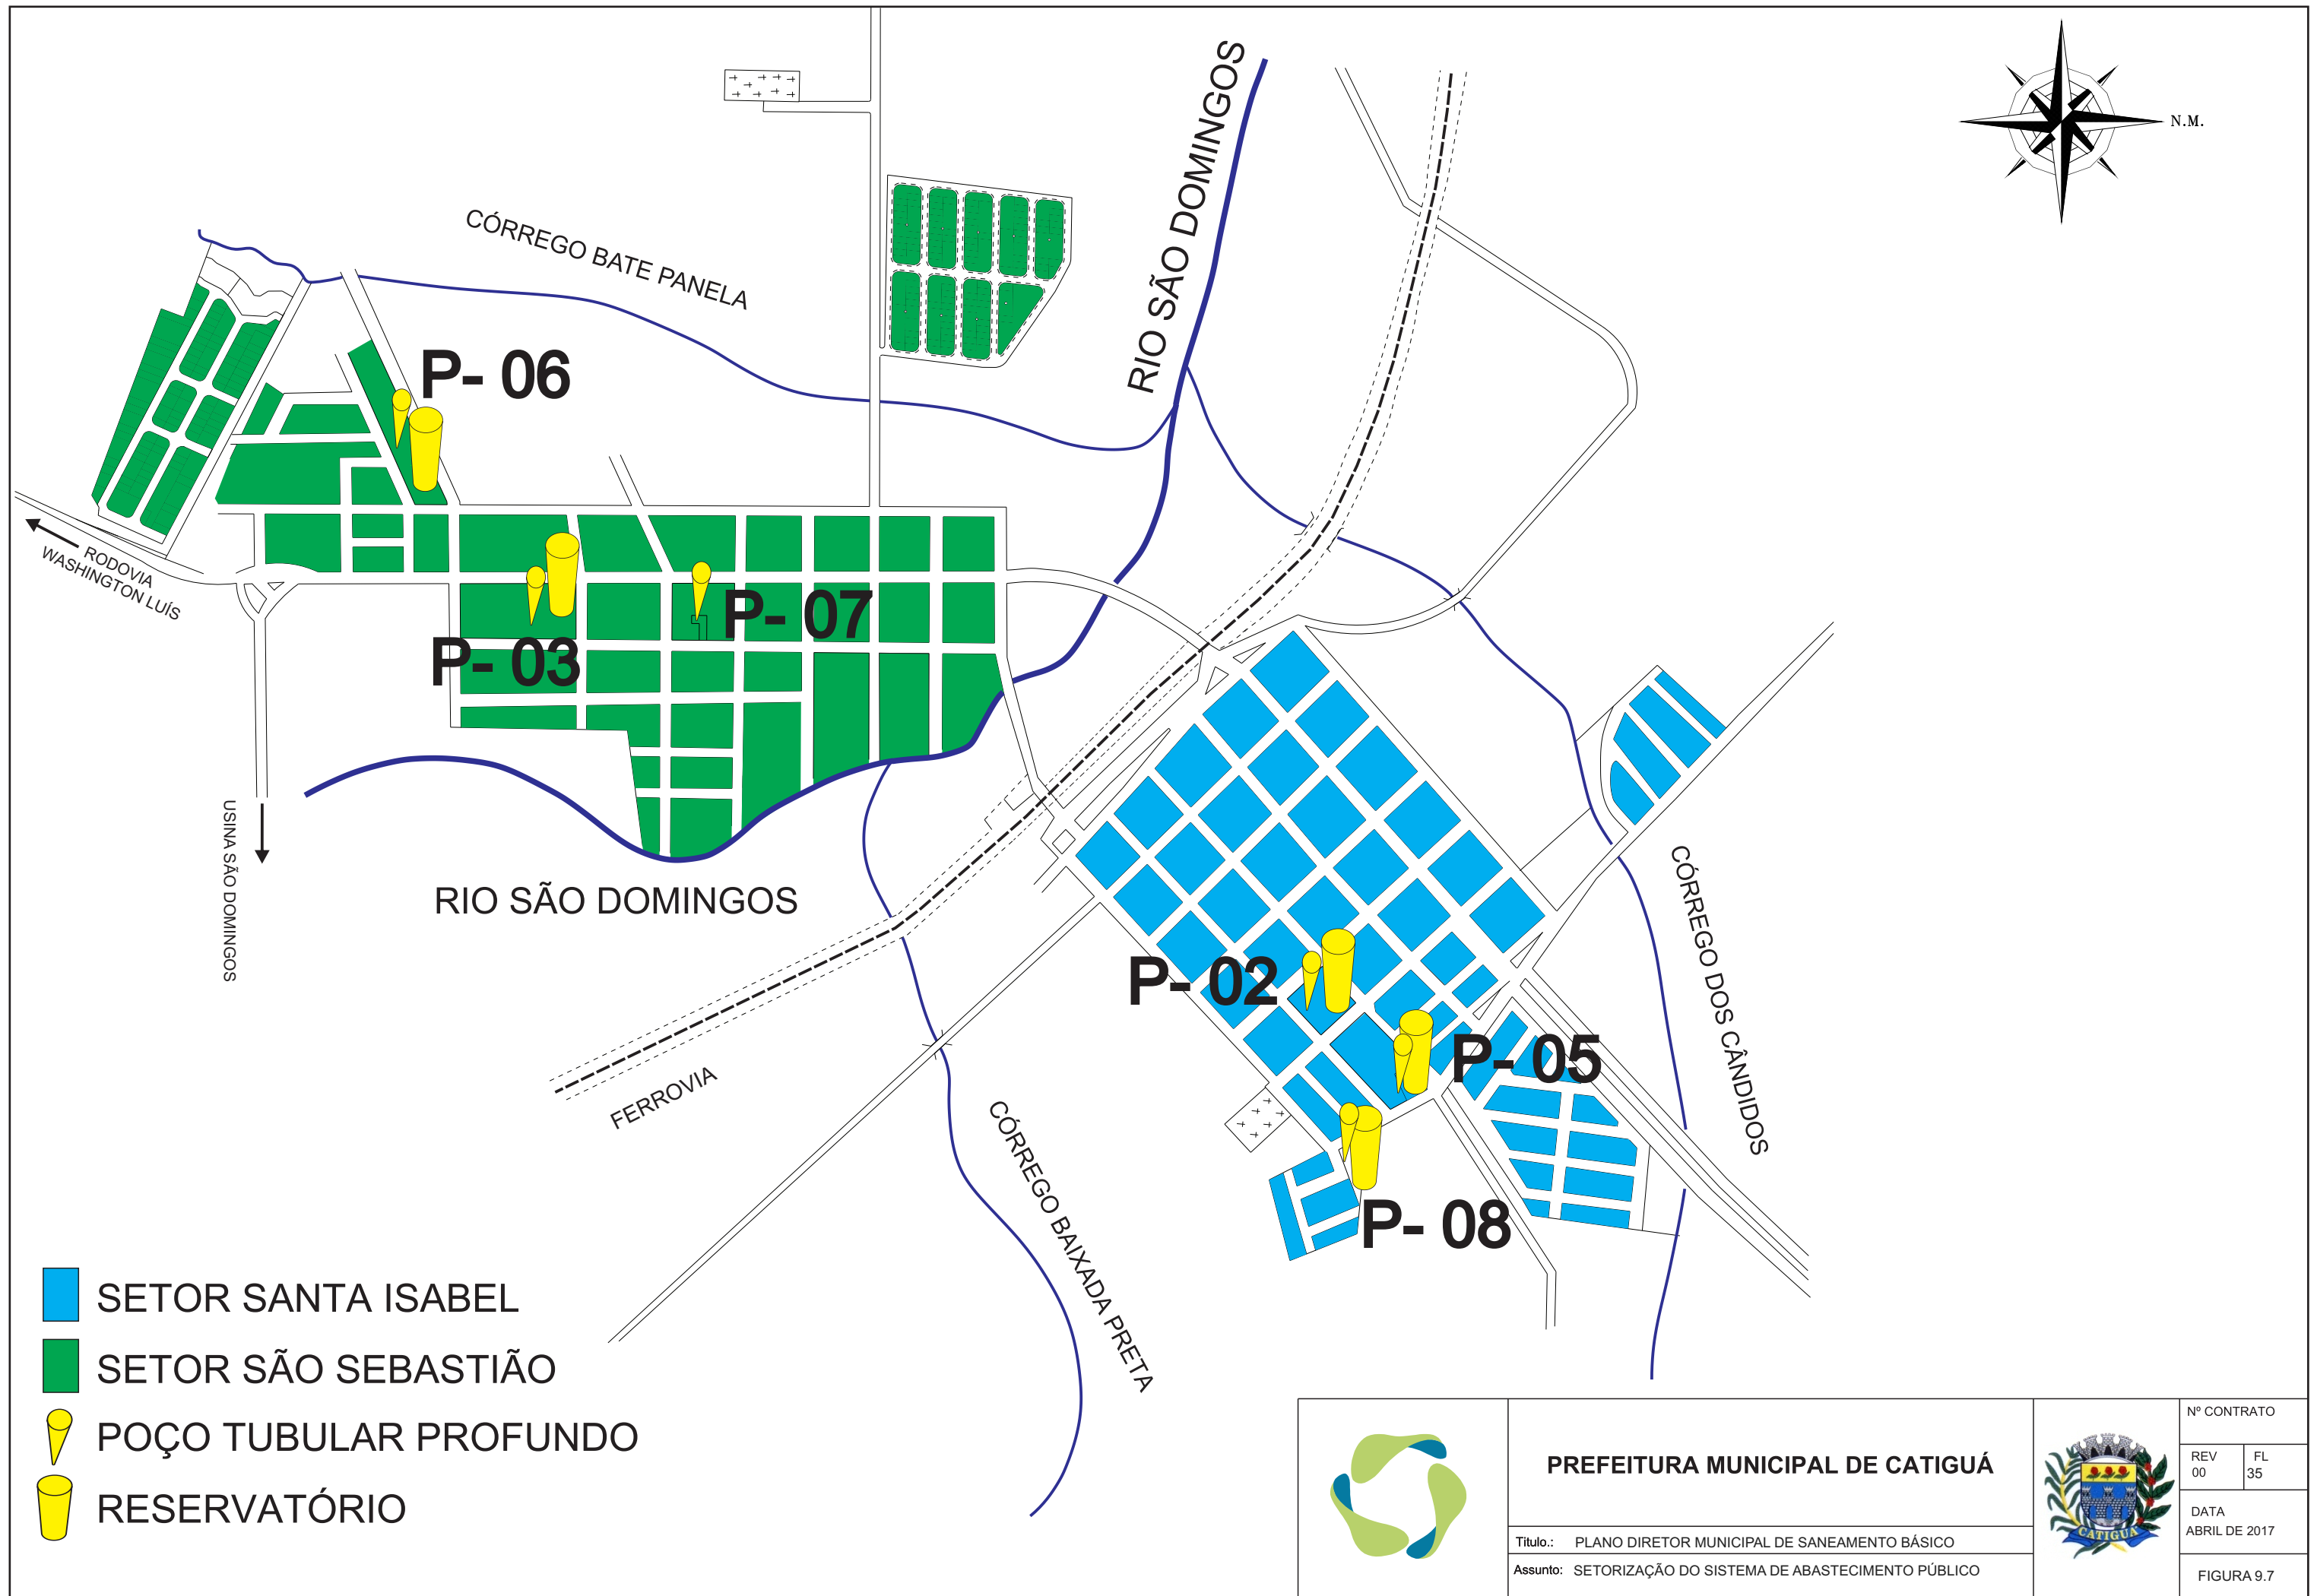 N.M.
RIO SÃO DOMINGOS
CÓRREGO BATE PANELA
P- 06
RODOVIA
WASHINGTON LUÍS
P- 07
P- 03
USINA SÃO DOMINGOS
RIO SÃO DOMINGOS
FERROVIA
P- 02
P- 05
CÓRREGO DOS CÂNDIDOS
P- 08
CÓRREGO BAIXADA PRETA
SETOR SANTA ISABEL
SETOR SÃO SEBASTIÃO
POÇO TUBULAR PROFUNDO
RESERVATÓRIO
PREFEITURA MUNICIPAL DE CATIGUÁ
Titulo.: PLANO DIRETOR MUNICIPAL DE SANEAMENTO BÁSICO
Assunto: SETORIZAÇÃO DO SISTEMA DE ABASTECIMENTO PÚBLICO
CATIGUÁ
Nº CONTRATO
REV
00
FL
35
DATA
ABRIL DE 2017
FIGURA 9.7